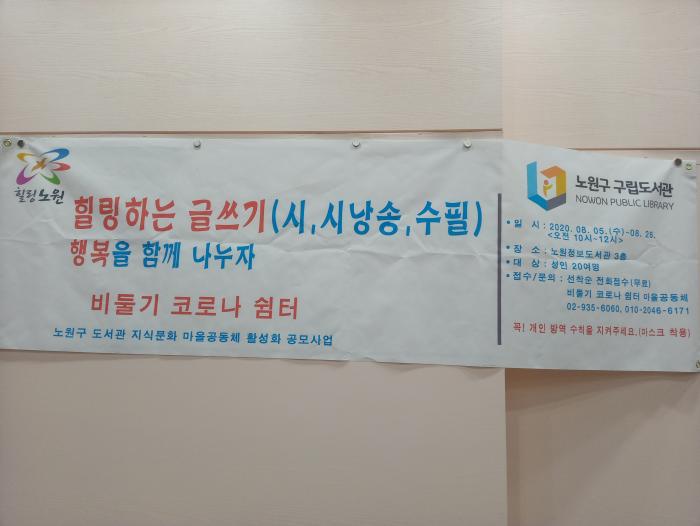 힐링노원
힐링하는 글쓰기(시,시낭송,수필)
행복을 함께 나누자
비둘기 코로나 쉼터
노원구 도서관 지식문화 마을공동체 활성화 공모사업
노원구 구립도서관
NOWON PUBLIC LIBRARY
• 일 시 : 2020. 08. 05.(수)-08. 26.
<오전 10시~12시>
• 장 소 : 노원정보도서관 3층
• 대 상 : 성인 20여명
• 접수/문의 : 선착순 전화접수(무료)
비둘기 코로나 쉼터 마을공동체
02-935-6060, 010-2046-6171
꼭! 개인 방역 수칙을 지켜주세요.(마스크 착용)